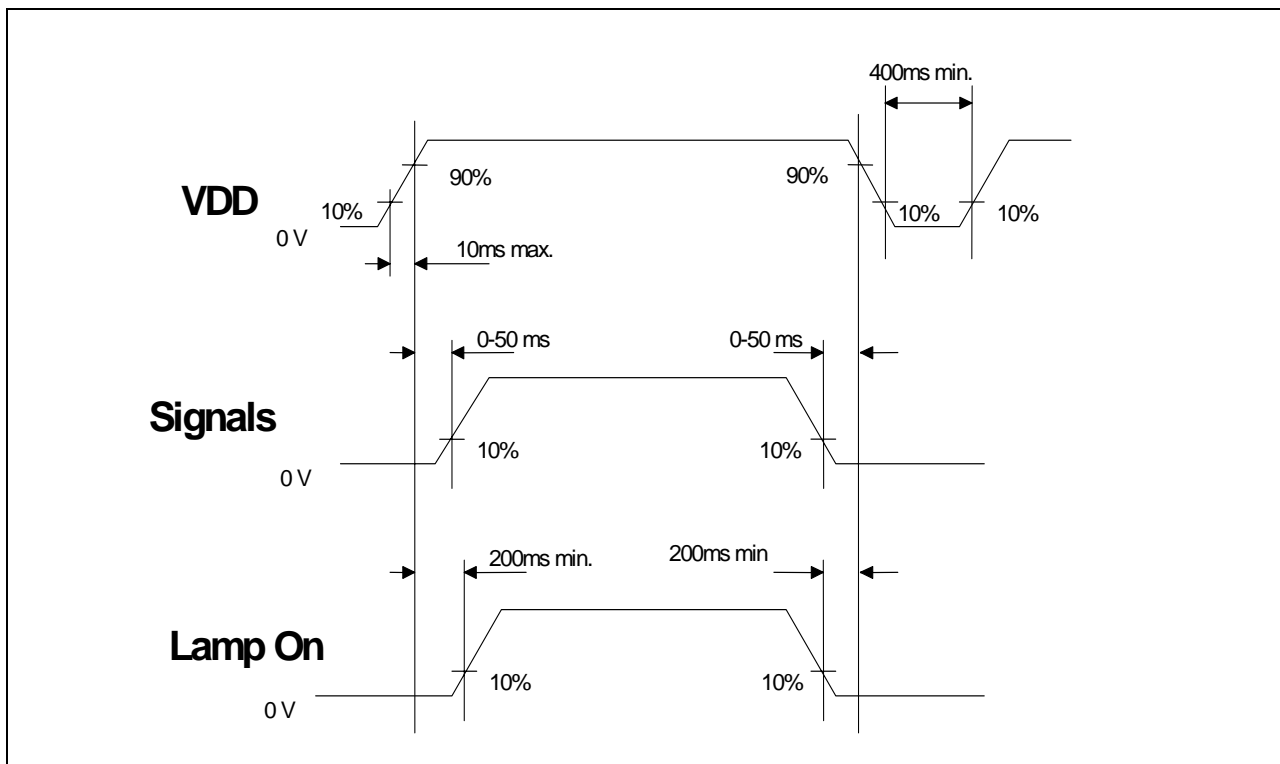 400ms min.
90%
90%
VDD
10%
10%
10%
0 V
10ms max.
0-50 ms
0-50 ms
Signals
10%
10%
0 V
200ms min.
200ms min
Lamp On
10%
10%
0 V